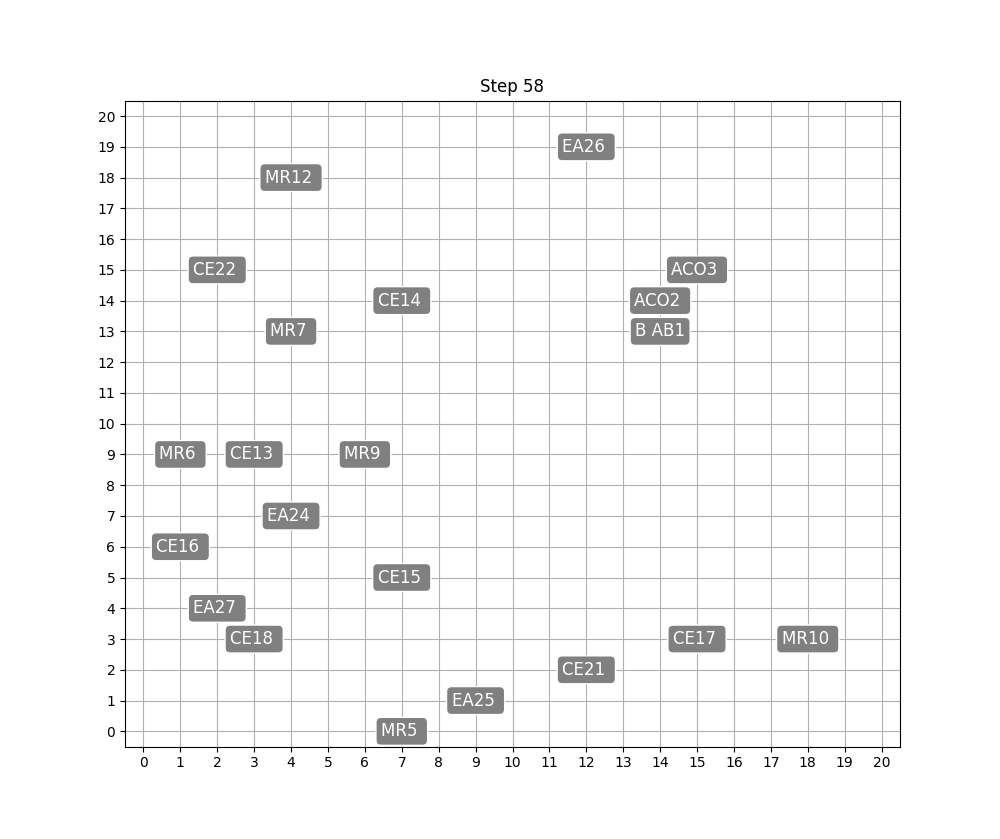 Step 58
20
19
EA26
18
MR12
17
16
15
CE22
ACO3
14
CE14
ACO2
13
MR7
B AB1
12
11
10
9
MR6
CE13
MR9
8
7
EA24
6
CE16
5
CE15
4
EA27
3
CE18
CE17
MR10
2
CE21
1
EA25
0
MR5
0 1 2 3 4 5 6 7 8 9 10 11 12 13 14 15 16 17 18 19 20